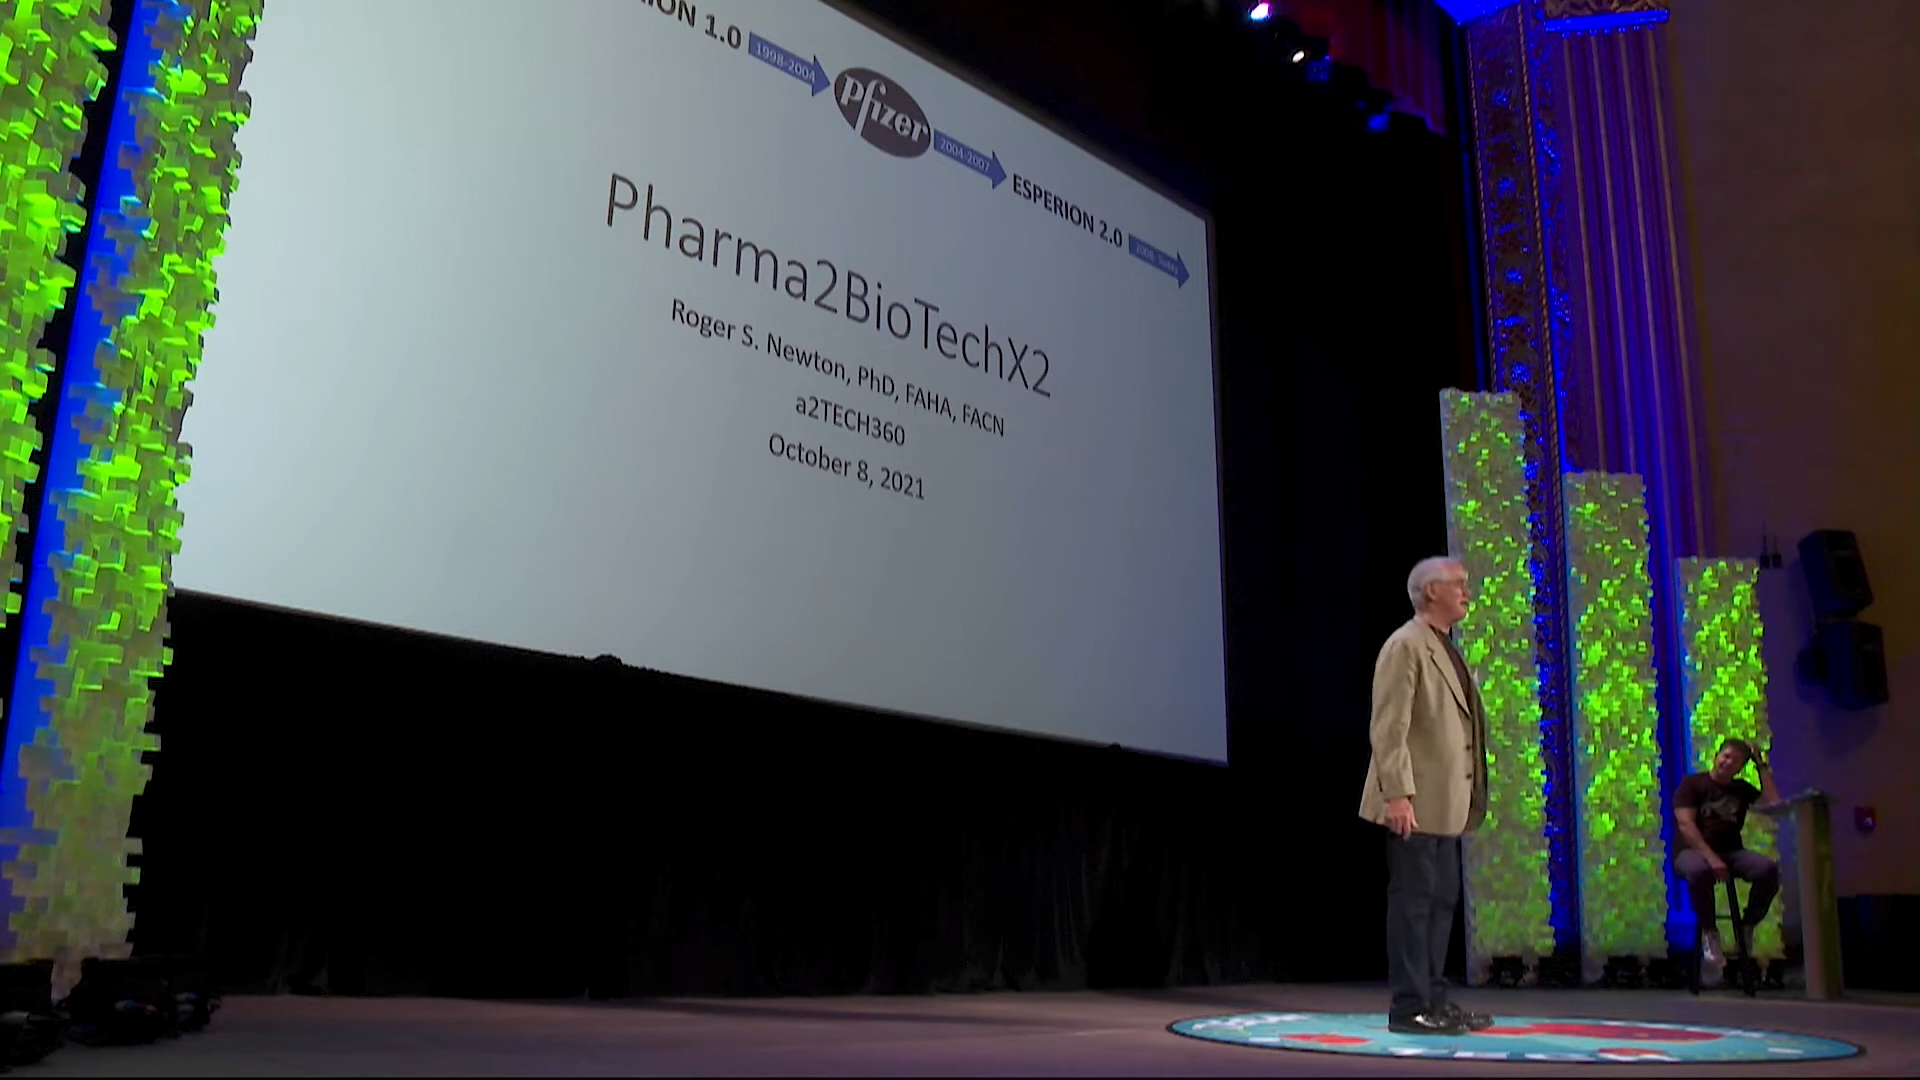 ION 1.0
1998-2004
Pfizer
2004-2007
ESPERION 2.0
Pharma2BioTechX2
Roger S. Newton, PhD, FAHA, FACN
a2TECH360
October 8, 2021